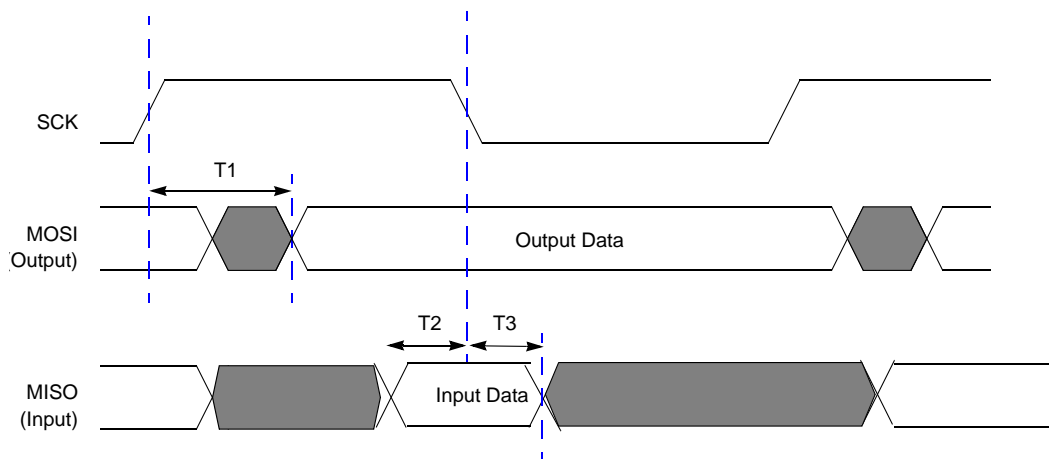 SCK
T1
MOSI
(Output)
Output Data
T2
T3
MISO
(Input)
Input Data